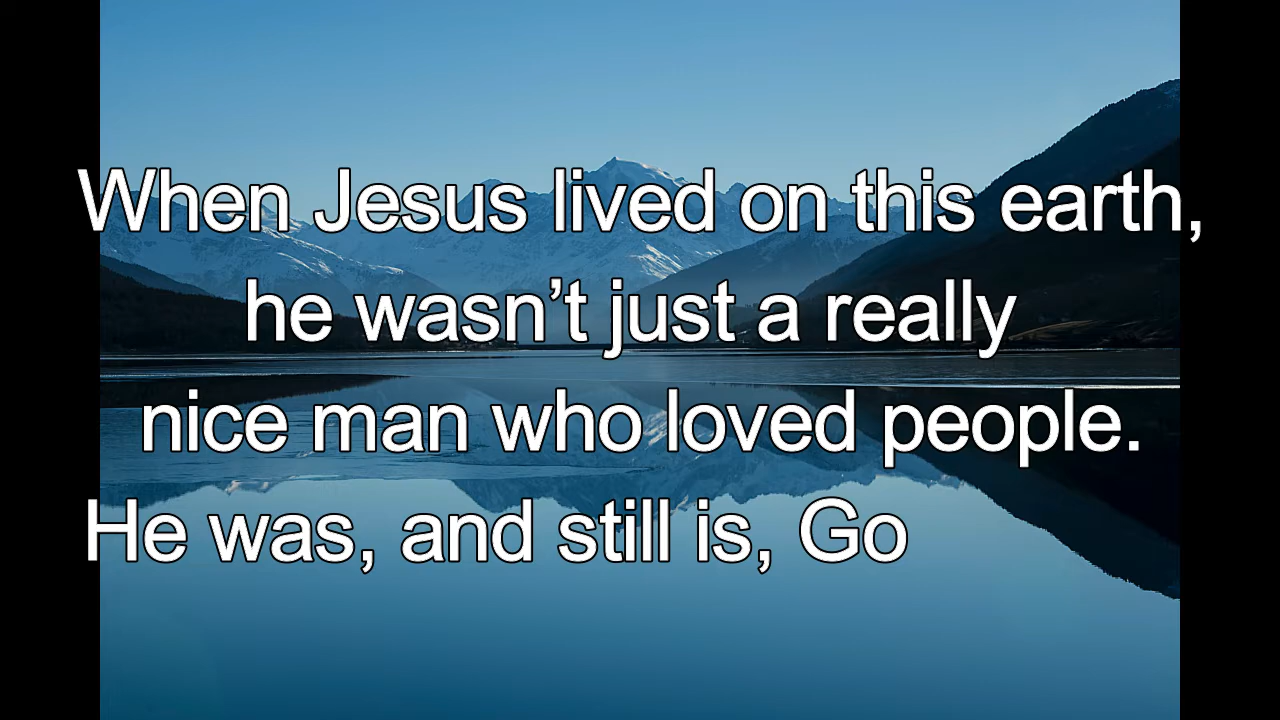 When Jesus lived on this earth,
he wasn’t just a really
nice man who loved people.
He was, and still is, Go